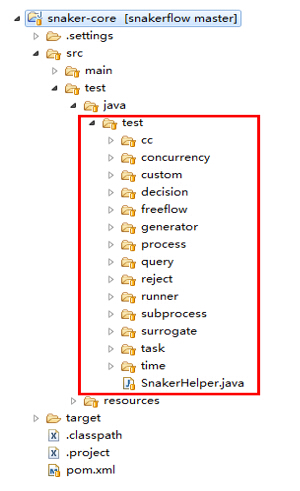 snaker-core [snakerflow master]
.settings
src
main
test
java
test
cc
concurrency
custom
decision
freeflow
generator
process
query
reject
runner
subprocess
surrogate
task
time
SnakerHelper.java
resources
target
.classpath
.project
pom.xml